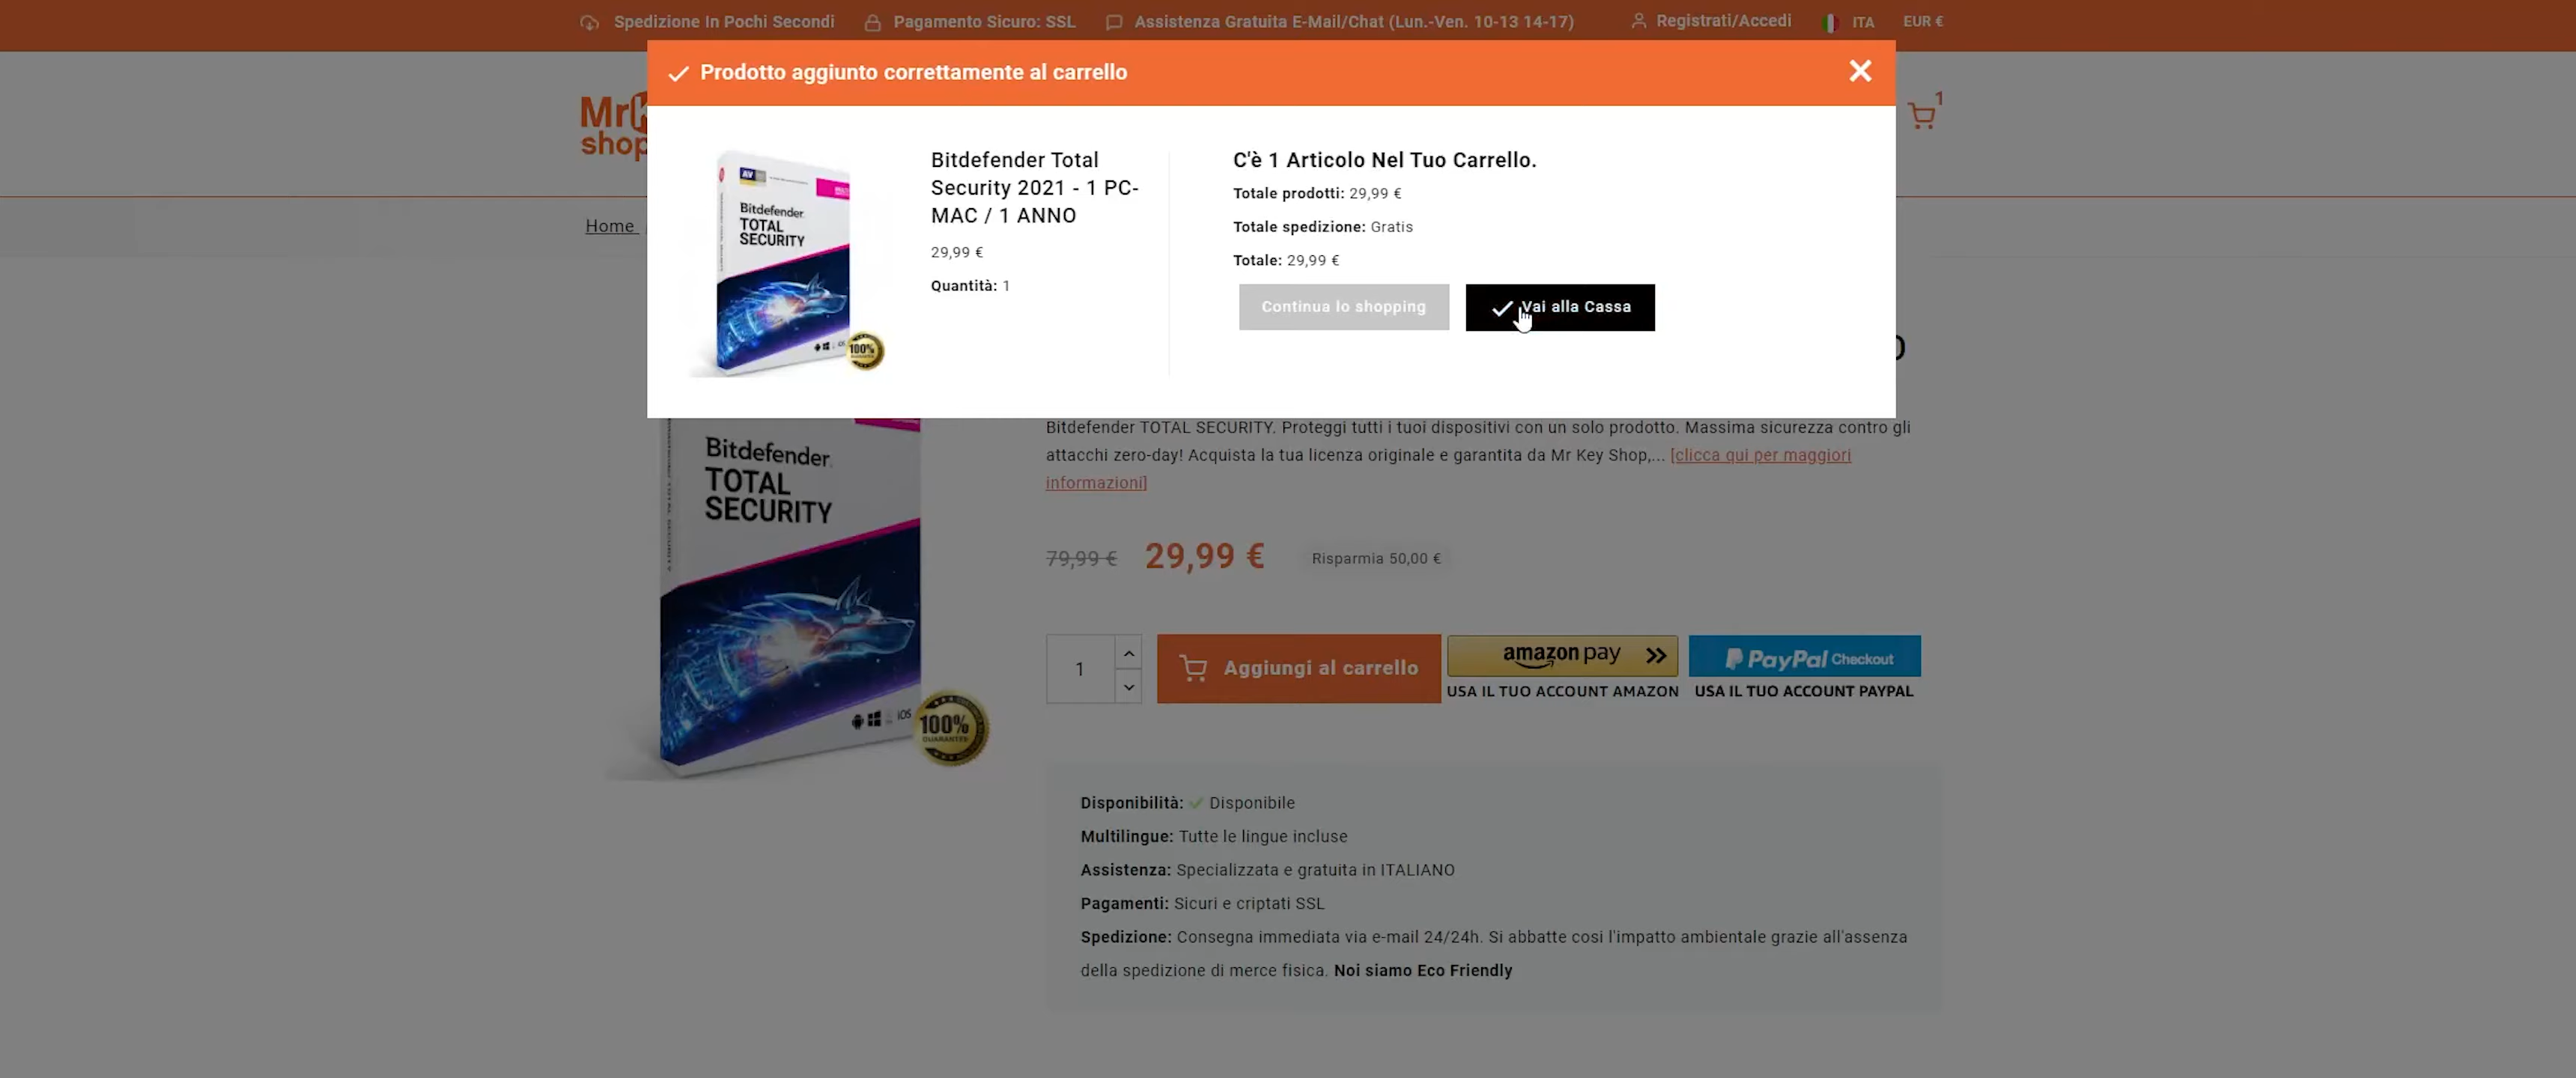 Spedizione In Pochi Secondi
Pagamento Sicuro: SSL
Assistenza Gratuita E-Mail/Chat (Lun.-Ven. 10-13 14-17)
Registrati/Accedi
ITA
EUR €
Prodotto aggiunto correttamente al carrello
1
shop
Home
Bitdefender
TOTAL
SECURITY
100%
Bitdefender Total
Security 2021 - 1 PC-
MAC / 1 ANNO
29,99 €
Quantità: 1
C'è 1 Articolo Nel Tuo Carrello.
Totale prodotti: 29,99 €
Totale spedizione: Gratis
Totale: 29,99 €
Continua lo shopping
Vai alla Cassa
Bitdefender TOTAL SECURITY. Proteggi tutti i tuoi dispositivi con un solo prodotto. Massima sicurezza contro gli
attacchi zero-day! Acquista la tua licenza originale e garantita da Mr Key Shop,... [clicca qui per maggiori
informazioni]
Bitdefender
TOTAL
SECURITY
iOS
100%
GUARANTEE
79,99 € 29,99 € Risparmia 50,00 €
1
Aggiungi al carrello
amazon pay
PayPal Checkout
USA IL TUO ACCOUNT AMAZON
USA IL TUO ACCOUNT PAYPAL
Disponibilità: Disponibile
Multilingue: Tutte le lingue incluse
Assistenza: Specializzata e gratuita in ITALIANO
Pagamenti: Sicuri e criptati SSL
Spedizione: Consegna immediata via e-mail 24/24h. Si abbatte cosi l'impatto ambientale grazie all'assenza
della spedizione di merce fisica. Noi siamo Eco Friendly